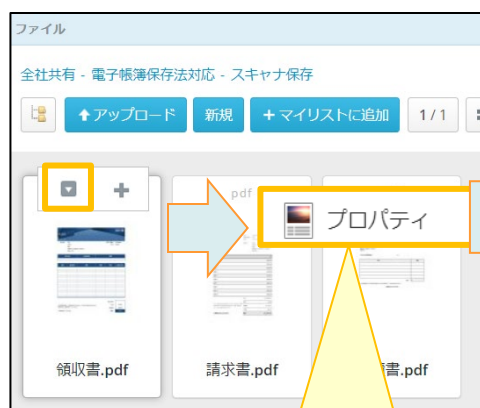 ファイル
全社共有 - 電子帳簿保存法対応 - スキャナ保存
アップロード 新規 + マイリストに追加 1 / 1
pdf
プロパティ
領収書.pdf 請求書.pdf 書.pdf